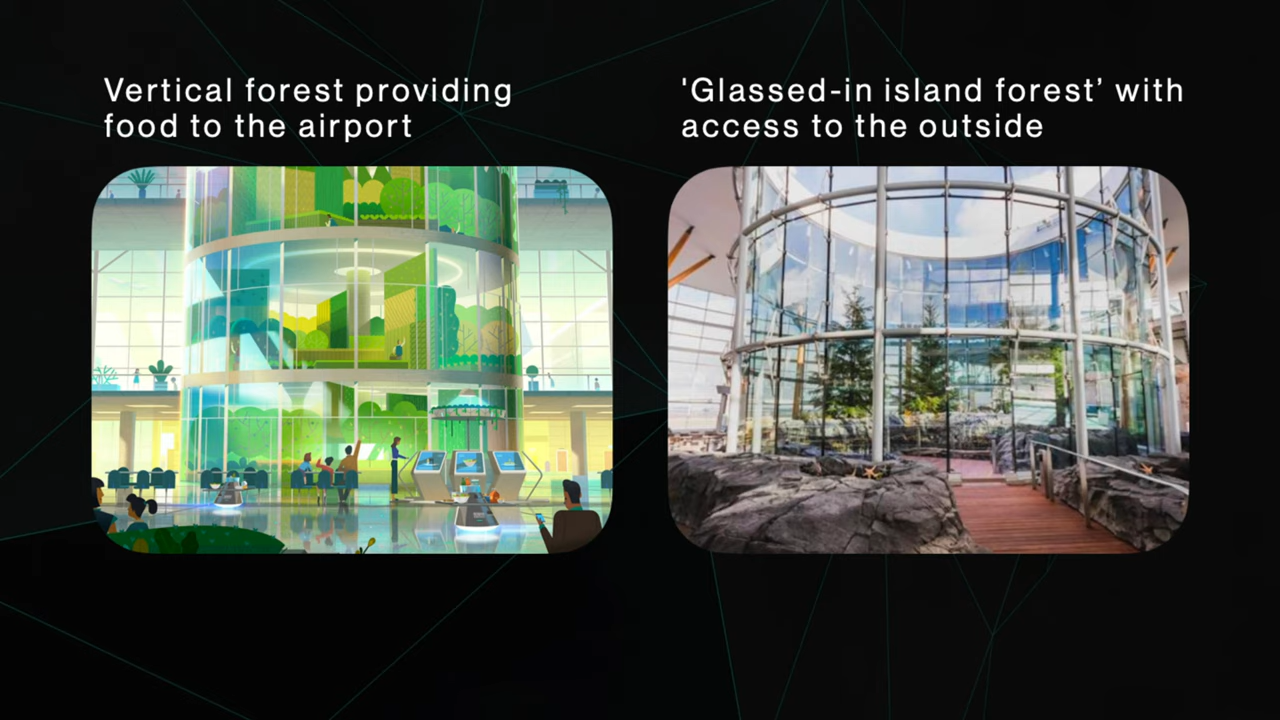 Vertical forest providing
food to the airport
'Glassed-in island forest’ with
access to the outside